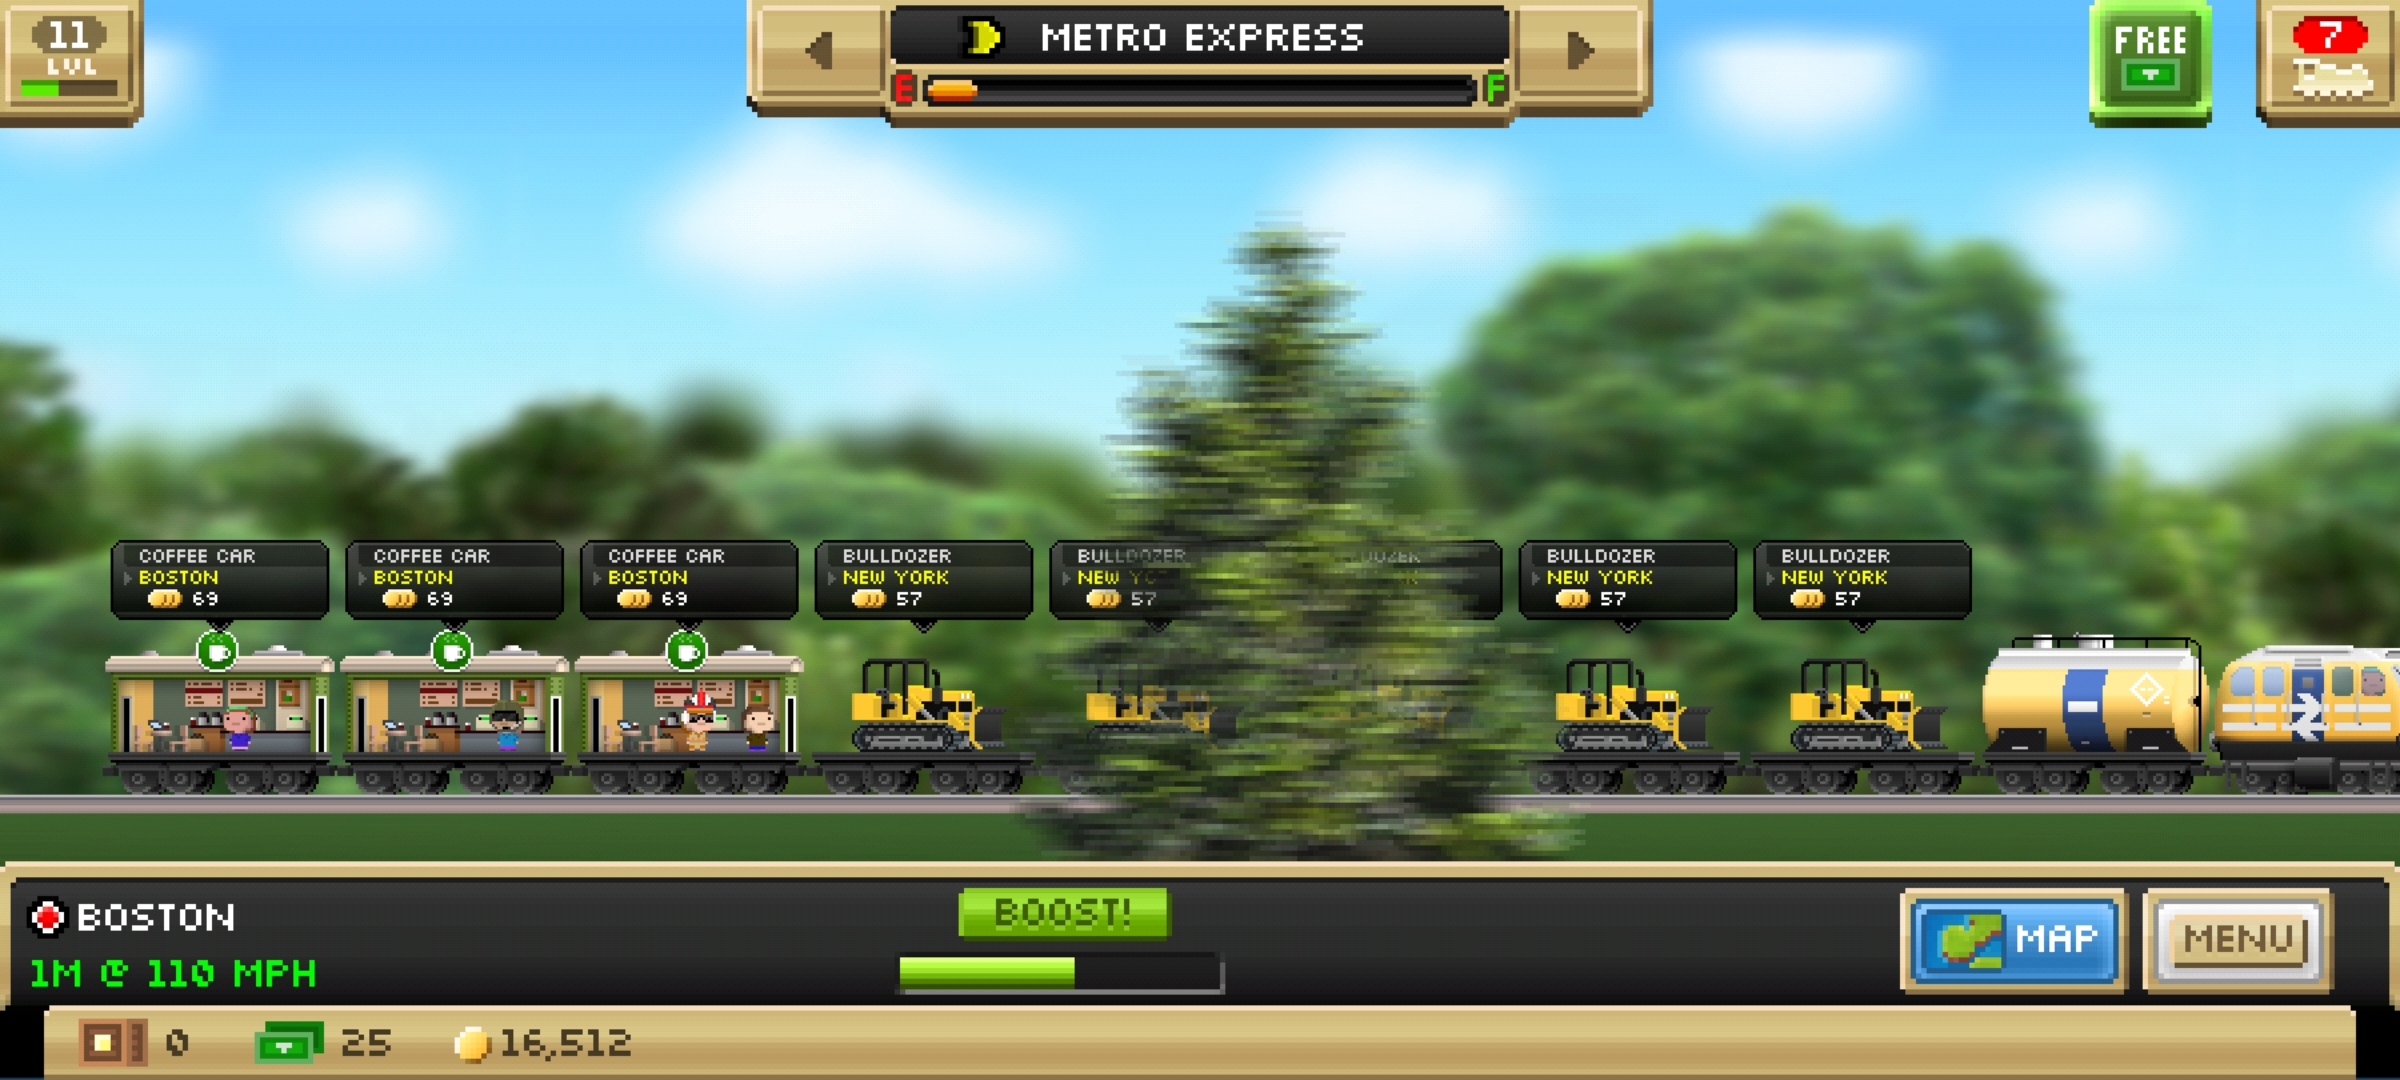 11
LVL
METRO EXPRESS
E
F
FREE
7
COFFEE CAR
BOSTON
69
COFFEE CAR
BOSTON
69
COFFEE CAR
BOSTON
69
BULLDOZER
NEW YORK
57
BULLDOZER
NEW YO
57
BULLDOZER
NEW YORK
57
BULLDOZER
NEW YORK
57
BOSTON
1M @ 110 MPH
BOOST!
MAP
MENU
0
25
16,512